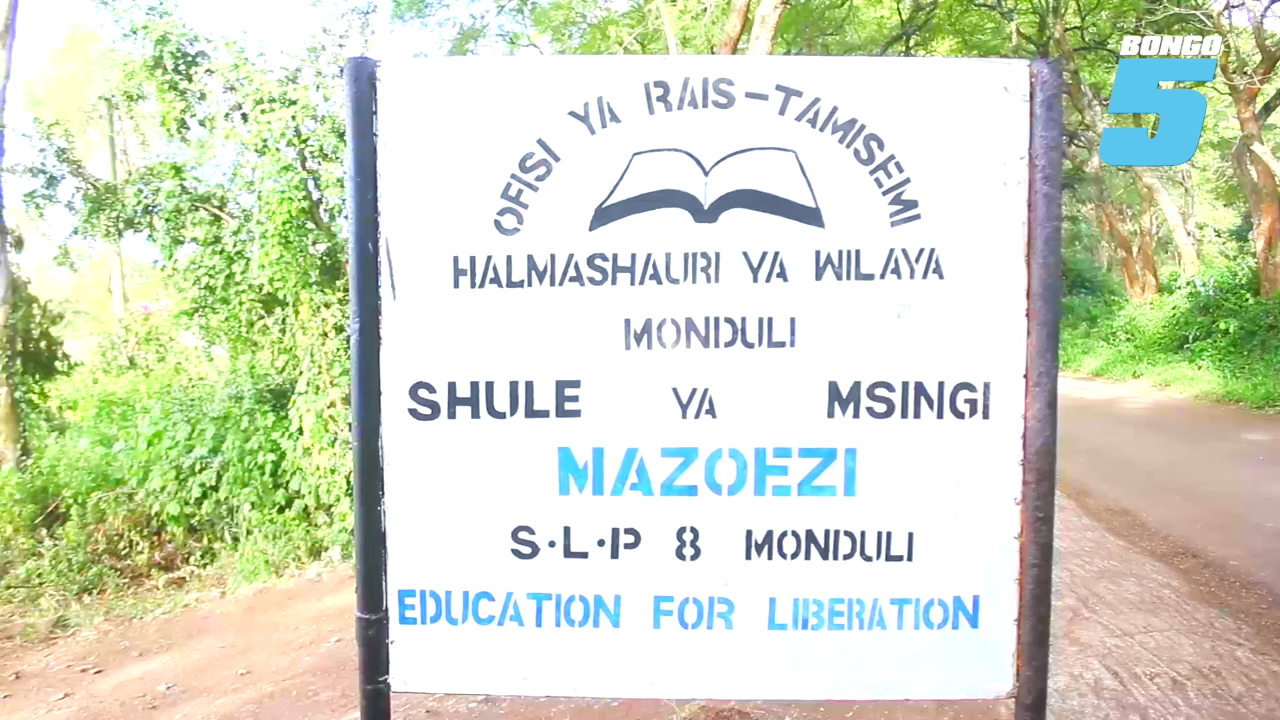 BONGO
5
OFISI YA RAIS-TAMISEMI
HALMASHAURI YA WILAYA
MONDULI
SHULE YA MSINGI
MAZOEZI
S.L.P 8 MONDULI
EDUCATION FOR LIBERATION